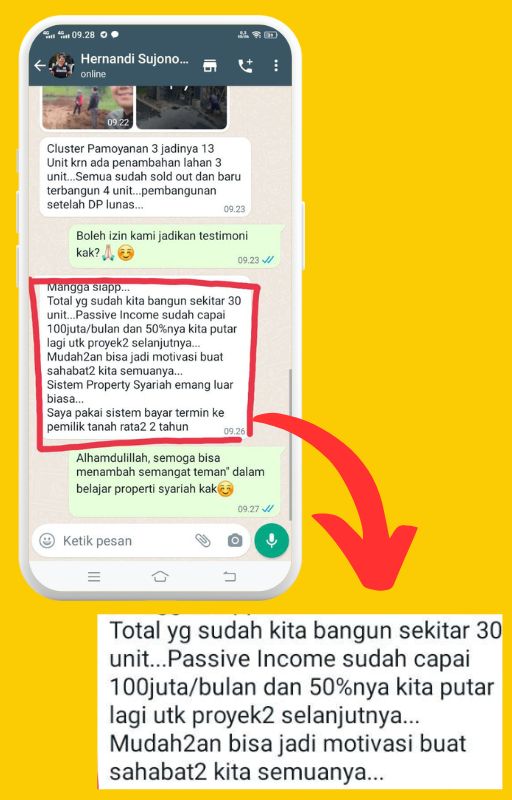 09.28
Hernandi Sujono...
online
09.22
Cluster Pamoyanan 3 jadinya 13
Unit krn ada penambahan lahan 3
unit...Semua sudah sold out dan baru
terbangun 4 unit...pembangunan
setelah DP lunas...
09.23
Boleh izin kami jadikan testimoni
kak?🙏🏻☺️
09.23
Mangga siapp...
Total yg sudah kita bangun sekitar 30
unit...Passive Income sudah capai
100juta/bulan dan 50%nya kita putar
lagi utk proyek2 selanjutnya...
Mudah2an bisa jadi motivasi buat
sahabat2 kita semuanya...
Sistem Property Syariah emang luar
biasa...
Saya pakai sistem bayar termin ke
pemilik tanah rata2 2 tahun
09.26
Alhamdulillah, semoga bisa
menambah semangat teman" dalam
belajar properti syariah kak☺️
09.27
Ketik pesan
Total yg sudah kita bangun sekitar 30
unit...Passive Income sudah capai
100juta/bulan dan 50%nya kita putar
lagi utk proyek2 selanjutnya...
Mudah2an bisa jadi motivasi buat
sahabat2 kita semuanya...